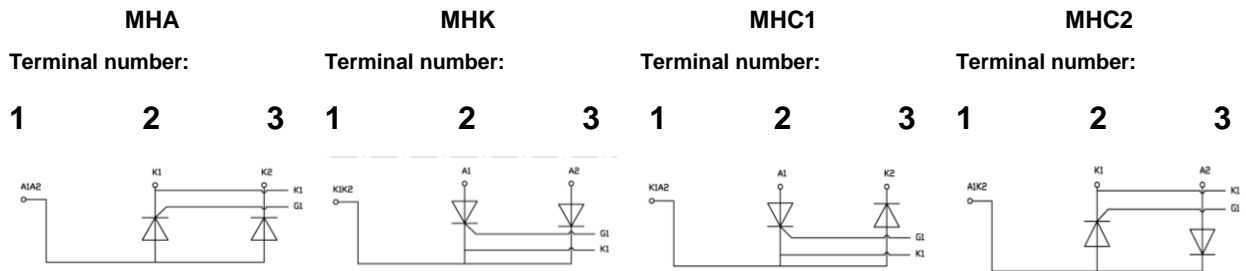 MHA MHK MHC1 MHC2
Terminal number: Terminal number: Terminal number: Terminal number:
1 2 3 1 2 3 1 2 3 1 2 3
K1 K2 A1 A2 A1 K2 K1 A2
A1A2 K1 K1K2 K1A2 A1K2 K1
G1 G1
G1 G1
K1 K1